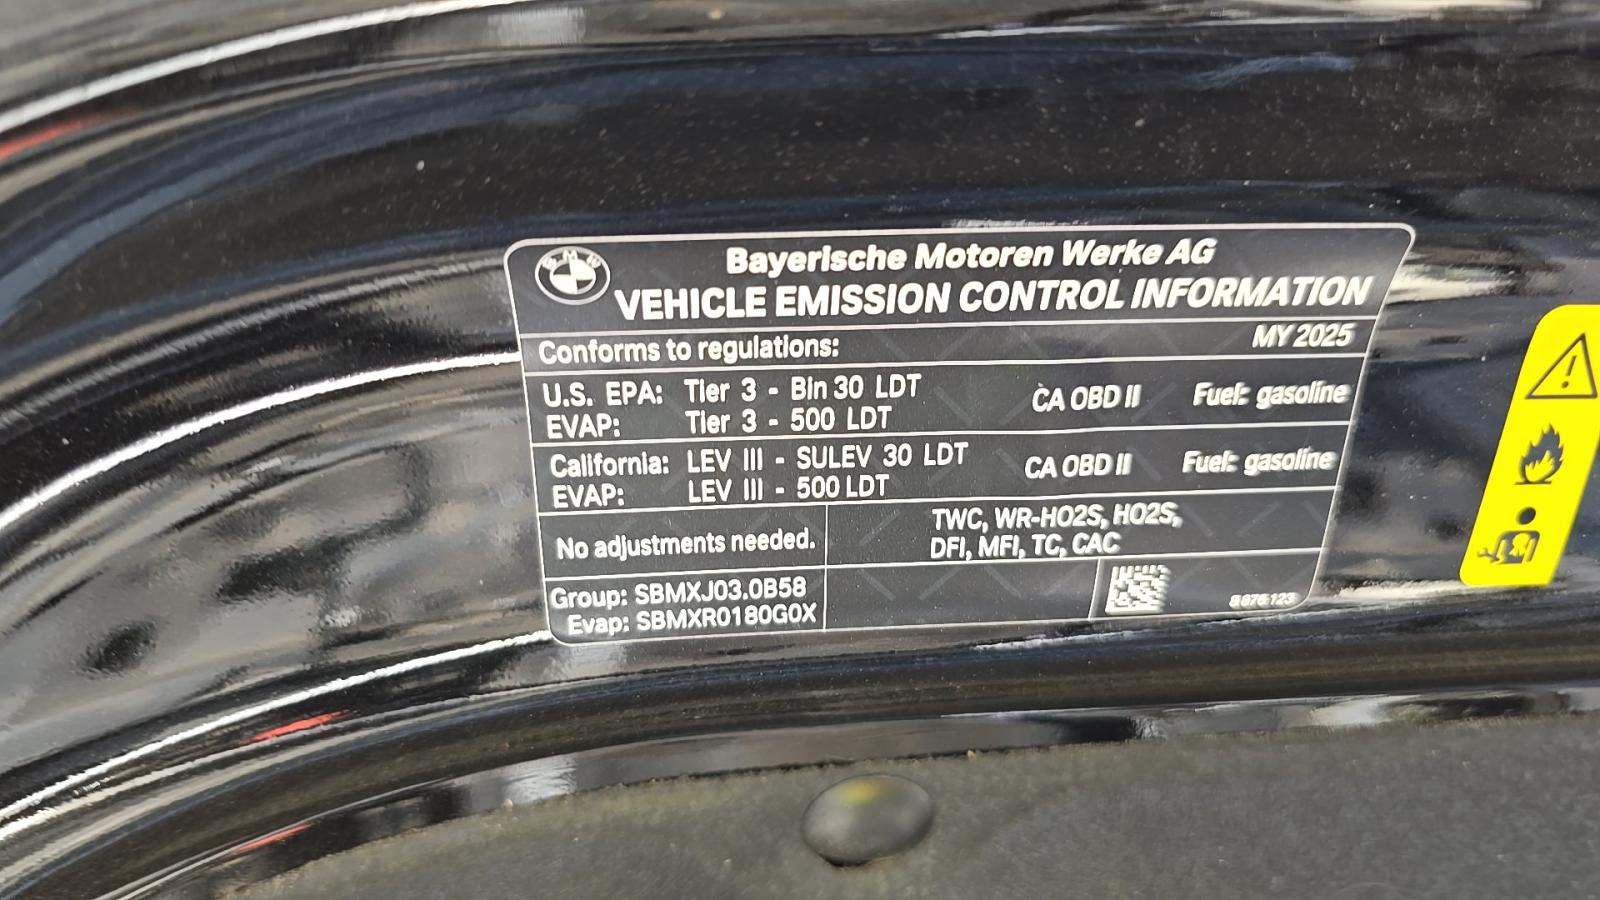 BMW
Bayerische Motoren Werke AG
VEHICLE EMISSION CONTROL INFORMATION
Conforms to regulations: MY 2025
U.S. EPA: Tier 3 - Bin 30 LDT CA OBD II Fuel: gasoline
EVAP: Tier 3 - 500 LDT
California: LEV III - SULEV 30 LDT CA OBD II Fuel: gasoline
EVAP: LEV III - 500 LDT
No adjustments needed. TWC, WR-HO2S, HO2S,
DFI, MFI, TC, CAC
Group: SBMXJ03.0B58
Evap: SBMXR0180G0X